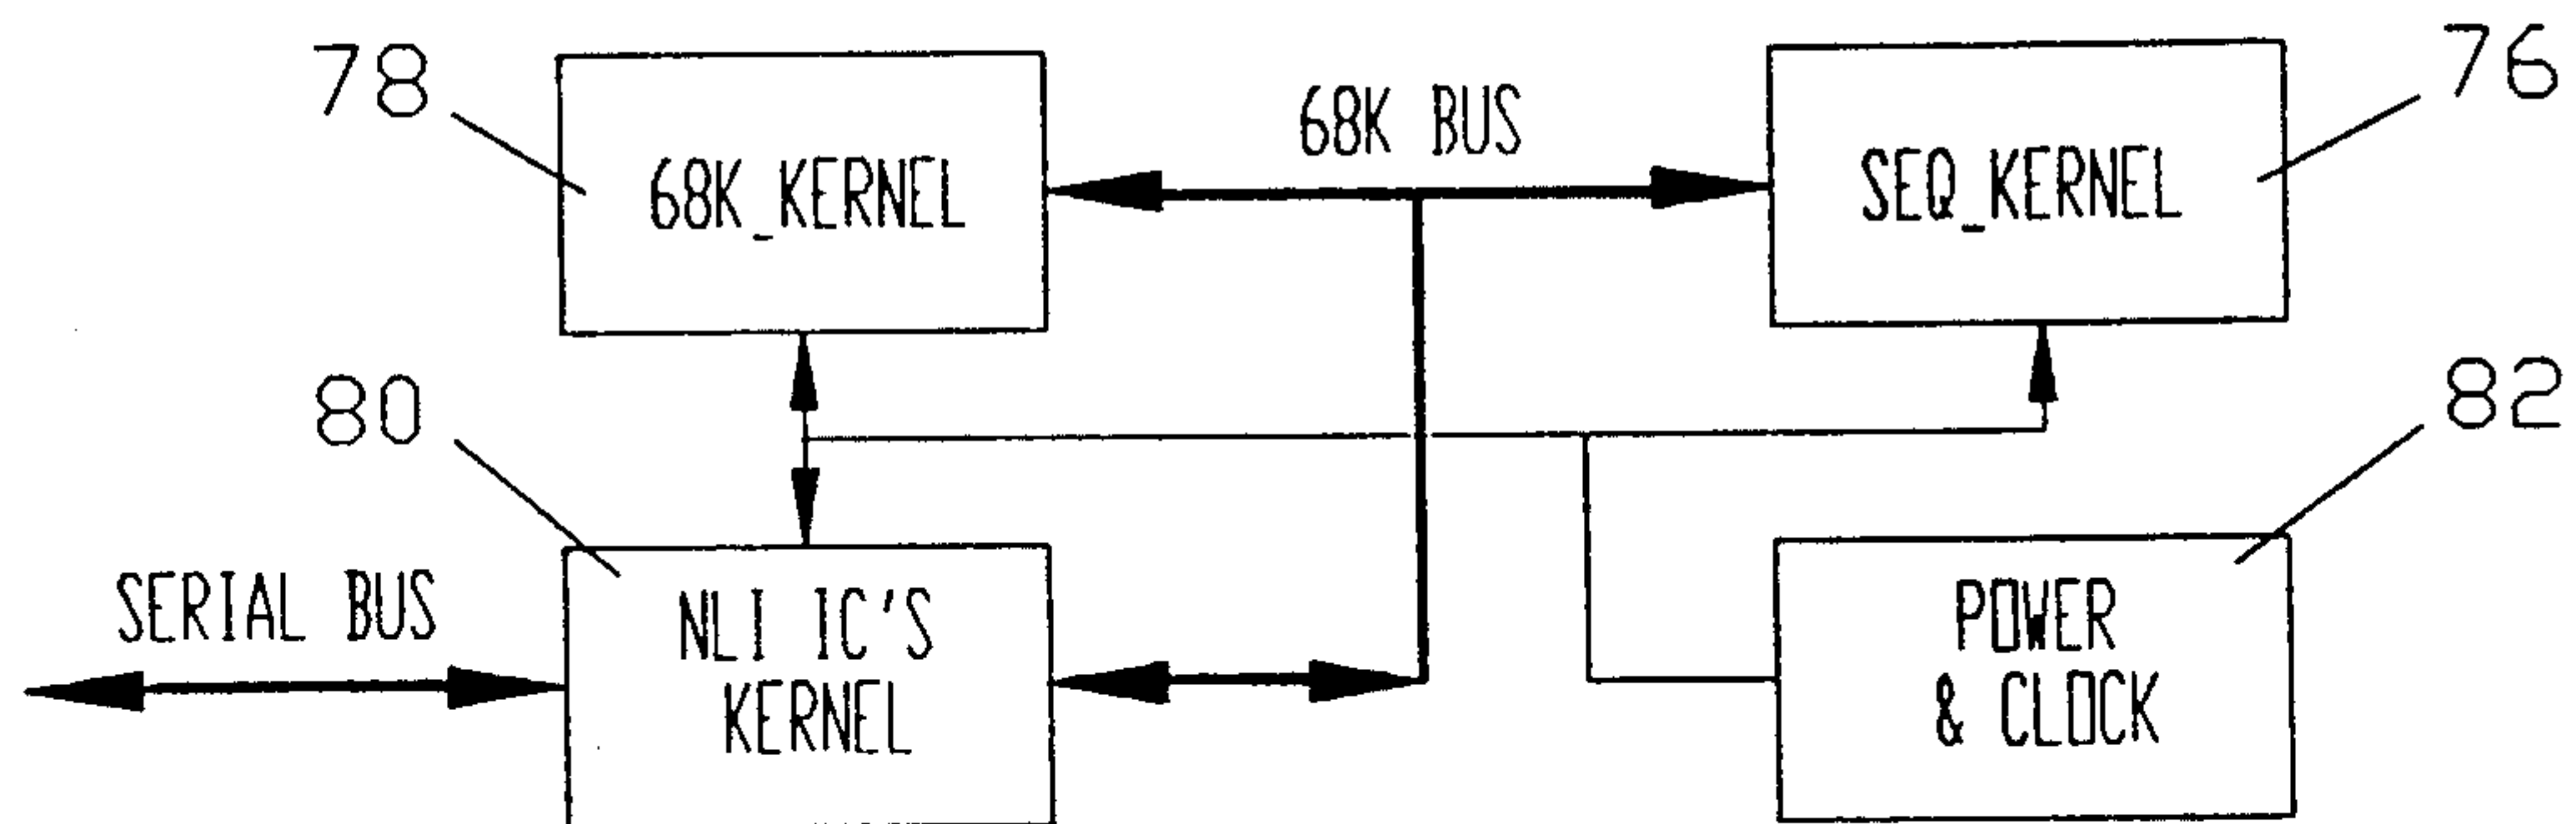 78
68K_KERNEL
68K BUS
SEQ_KERNEL
76
80
SERIAL BUS
NLI IC'S
KERNEL
82
POWER
& CLOCK